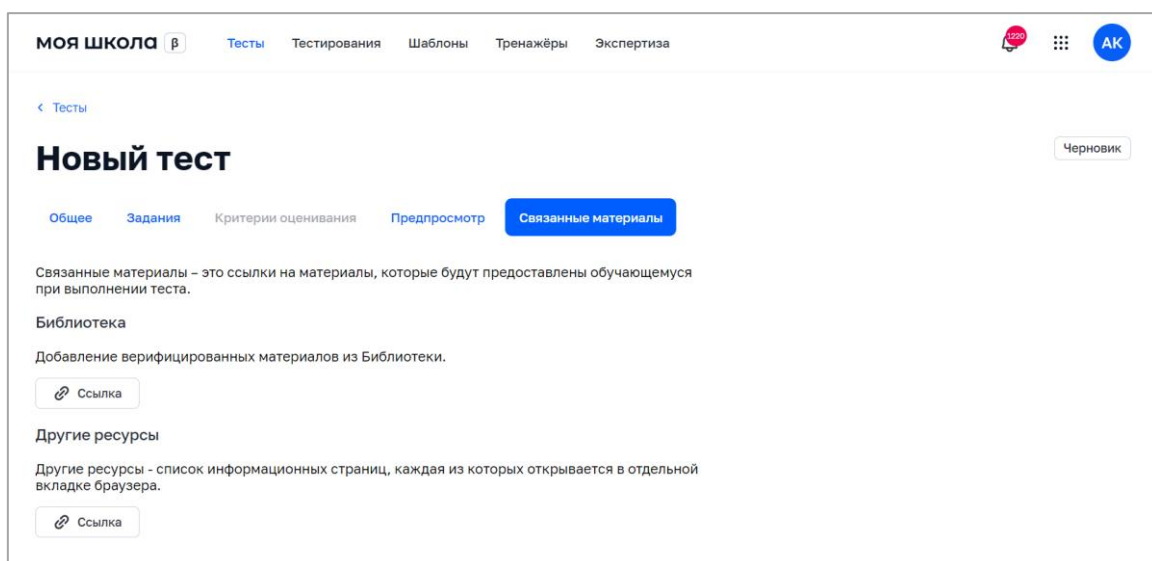 моя школа β Тесты Тестирования Шаблоны Тренажёры Экспертиза 1220 АК
Тесты
Новый тест Черновик
Общее Задания Критерии оценивания Предпросмотр Связанные материалы
Связанные материалы – это ссылки на материалы, которые будут предоставлены обучающемуся
при выполнении теста.
Библиотека
Добавление верифицированных материалов из Библиотеки.
Ссылка
Другие ресурсы
Другие ресурсы - список информационных страниц, каждая из которых открывается в отдельной
вкладке браузера.
Ссылка